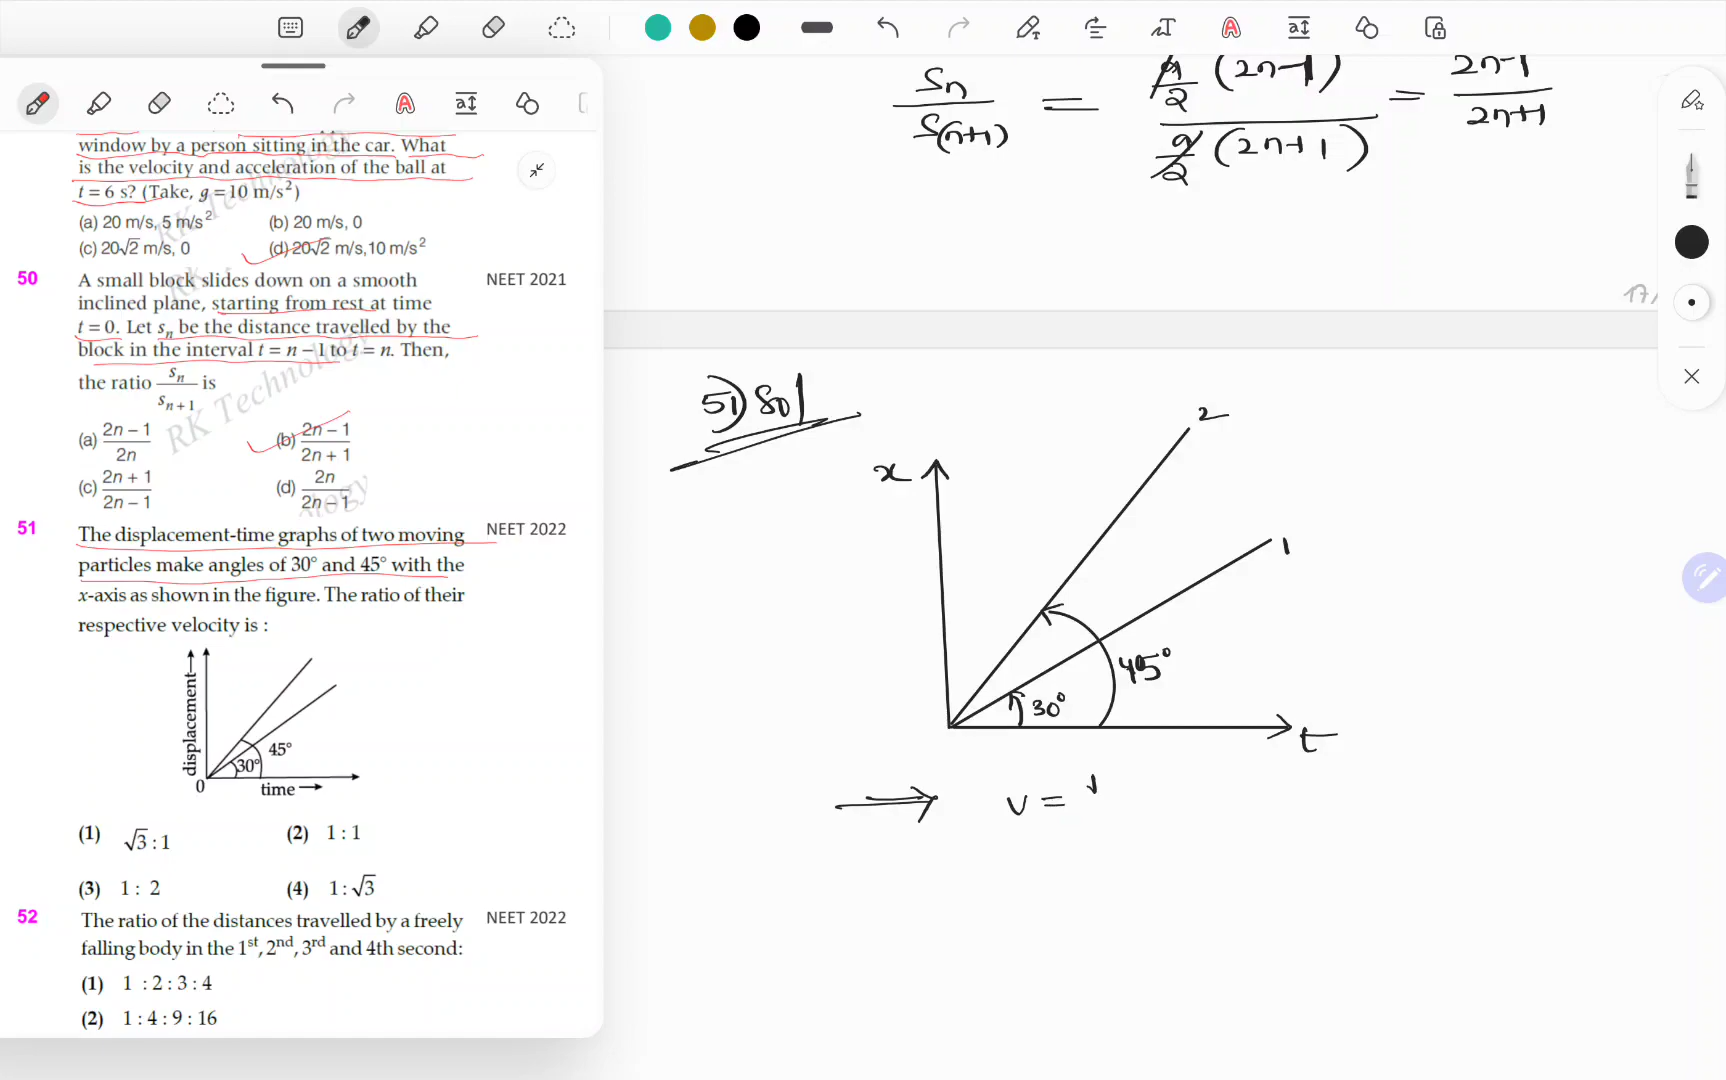 window by a person sitting in the car. What
is the velocity and acceleration of the ball at
t = 6 s? (Take, g = 10 m/s²)
(a) 20 m/s, 5 m/s² (b) 20 m/s, 0
(c) 20√2 m/s, 0 (d) 20√2 m/s, 10 m/s²
50 A small block slides down on a smooth NEET 2021
inclined plane, starting from rest at time
t = 0. Let sₙ be the distance travelled by the
block in the interval t = n − 1 to t = n. Then,
the ratio sₙ/sₙ₊₁ is
(a) (2n − 1)/2n (b) (2n − 1)/(2n + 1)
(c) (2n + 1)/(2n − 1) (d) 2n/(2n − 1)
RK Technology
RK Technology
51 The displacement-time graphs of two moving NEET 2022
particles make angles of 30° and 45° with the
x-axis as shown in the figure. The ratio of their
respective velocity is :
displacement
45°
30°
0
time
(1) √3 : 1 (2) 1 : 1
(3) 1 : 2 (4) 1 : √3
52 The ratio of the distances travelled by a freely NEET 2022
falling body in the 1st, 2nd, 3rd and 4th second:
(1) 1 : 2 : 3 : 4
(2) 1 : 4 : 9 : 16
Sn/S(n+1) = a/2 (2n-1) / a/2 (2n+1) = 2n-1/2n+1
17/
51) Sol
2
x
1
45°
30°
t
v =